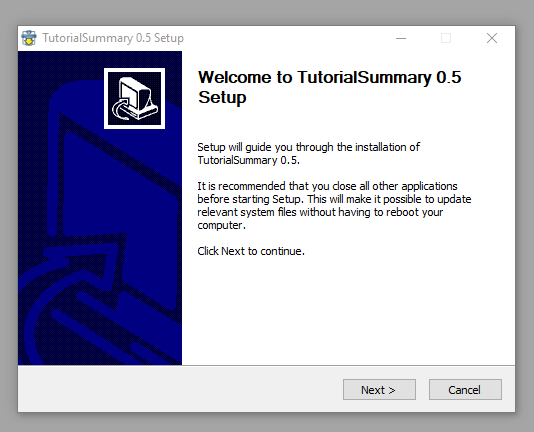 TutorialSummary 0.5 Setup
Welcome to TutorialSummary 0.5
Setup
Setup will guide you through the installation of
TutorialSummary 0.5.
It is recommended that you close all other applications
before starting Setup. This will make it possible to update
relevant system files without having to reboot your
computer.
Click Next to continue.
Next >
Cancel